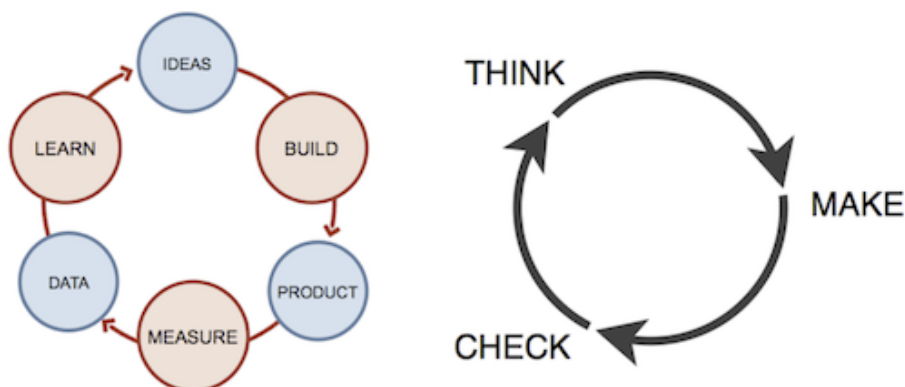 IDEAS
BUILD
PRODUCT
MEASURE
DATA
LEARN
THINK
MAKE
CHECK